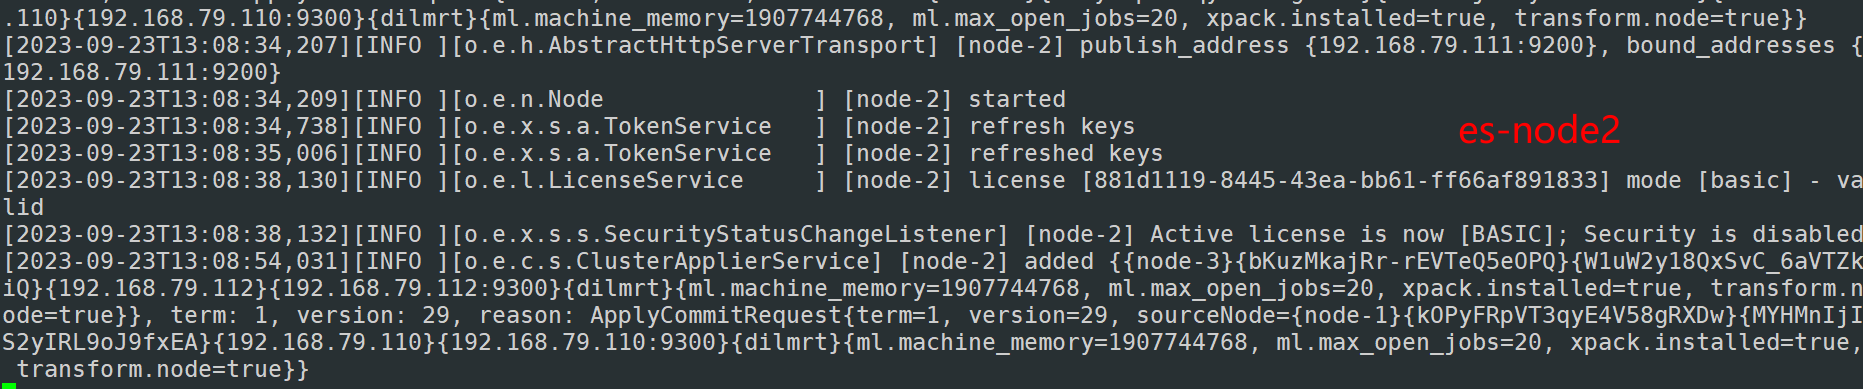 .110}{192.168.79.110:9300}{dilmrt}{ml.machine_memory=1907744768, ml.max_open_jobs=20, xpack.installed=true, transform.node=true}}
[2023-09-23T13:08:34,207][INFO ][o.e.h.AbstractHttpServerTransport] [node-2] publish_address {192.168.79.111:9200}, bound_addresses {
192.168.79.111:9200}
[2023-09-23T13:08:34,209][INFO ][o.e.n.Node               ] [node-2] started
[2023-09-23T13:08:34,738][INFO ][o.e.x.s.a.TokenService   ] [node-2] refresh keys
es-node2
[2023-09-23T13:08:35,006][INFO ][o.e.x.s.a.TokenService   ] [node-2] refreshed keys
[2023-09-23T13:08:38,130][INFO ][o.e.l.LicenseService     ] [node-2] license [881d1119-8445-43ea-bb61-ff66af891833] mode [basic] - va
lid
[2023-09-23T13:08:38,132][INFO ][o.e.x.s.s.SecurityStatusChangeListener] [node-2] Active license is now [BASIC]; Security is disabled
[2023-09-23T13:08:54,031][INFO ][o.e.c.s.ClusterApplierService] [node-2] added {{node-3}{bKuzMkajRr-rEVTeQ5eOPQ}{W1uW2y18QxSvC_6aVTZk
iQ}{192.168.79.112}{192.168.79.112:9300}{dilmrt}{ml.machine_memory=1907744768, ml.max_open_jobs=20, xpack.installed=true, transform.n
ode=true}}, term: 1, version: 29, reason: ApplyCommitRequest{term=1, version=29, sourceNode={node-1}{kOPyFRpVT3qyE4V58gRXDw}{MYHMnIjI
S2yIRL9oJ9fxEA}{192.168.79.110}{192.168.79.110:9300}{dilmrt}{ml.machine_memory=1907744768, ml.max_open_jobs=20, xpack.installed=true,
transform.node=true}}